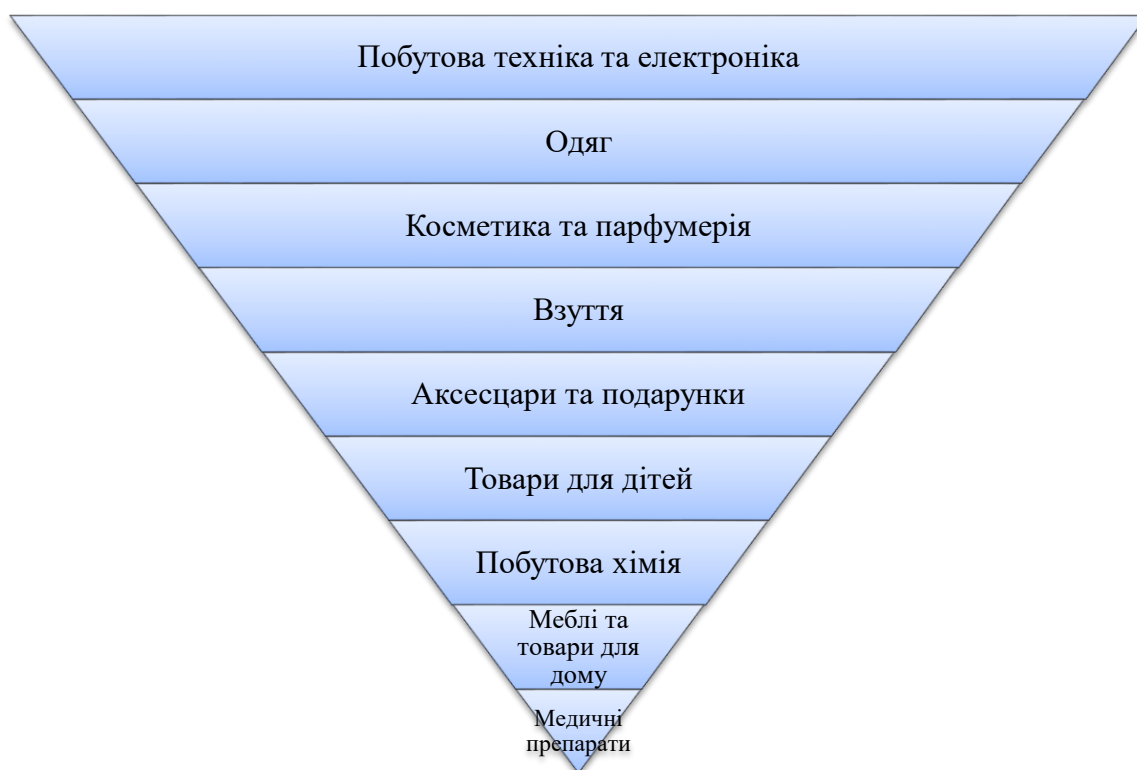 Побутова техніка та електроніка
Одяг
Косметика та парфумерія
Взуття
Аксесцари та подарунки
Товари для дітей
Побутова хімія
Меблі та
товари для
дому
Медичні
препарати